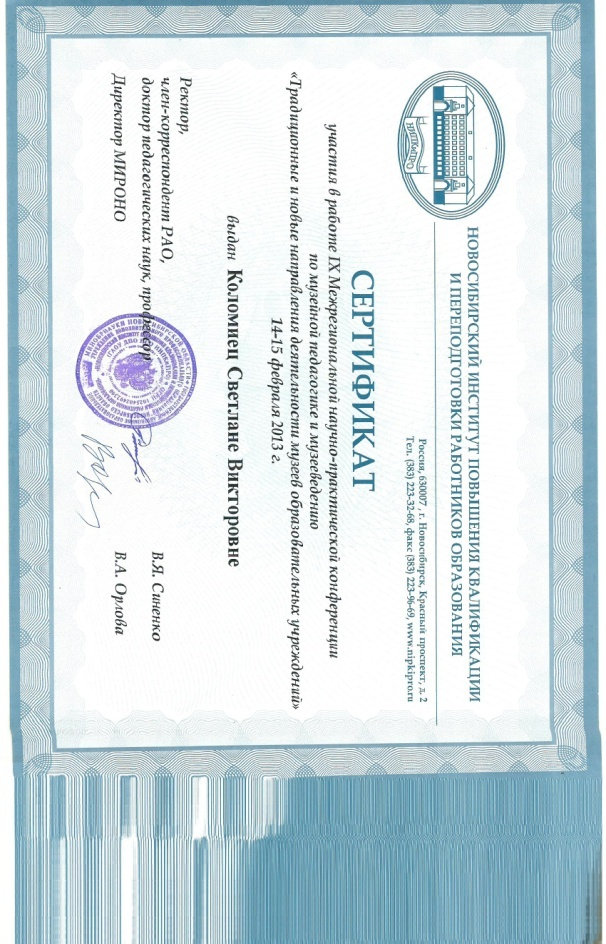 НИПКиПРО
НОВОСИБИРСКИЙ ИНСТИТУТ ПОВЫШЕНИЯ КВАЛИФИКАЦИИ
И ПЕРЕПОДГОТОВКИ РАБОТНИКОВ ОБРАЗОВАНИЯ
Россия, 630007, г. Новосибирск, Красный проспект, д. 2
Тел. (383) 223-32-68, факс (383) 223-96-69, www.nipkipro.ru
СЕРТИФИКАТ
участия в работе IX Межрегиональной научно-практической конференции
по музейной педагогике и музееведению
«Традиционные и новые направления деятельности музеев образовательных учреждений»
14-15 февраля 2013 г.
выдан Коломиец Светлане Викторовне
Ректор,
член-корреспондент РАО,
доктор педагогических наук, профессор
В.Я. Синенко
Директор МИРОНО
В.А. Орлова